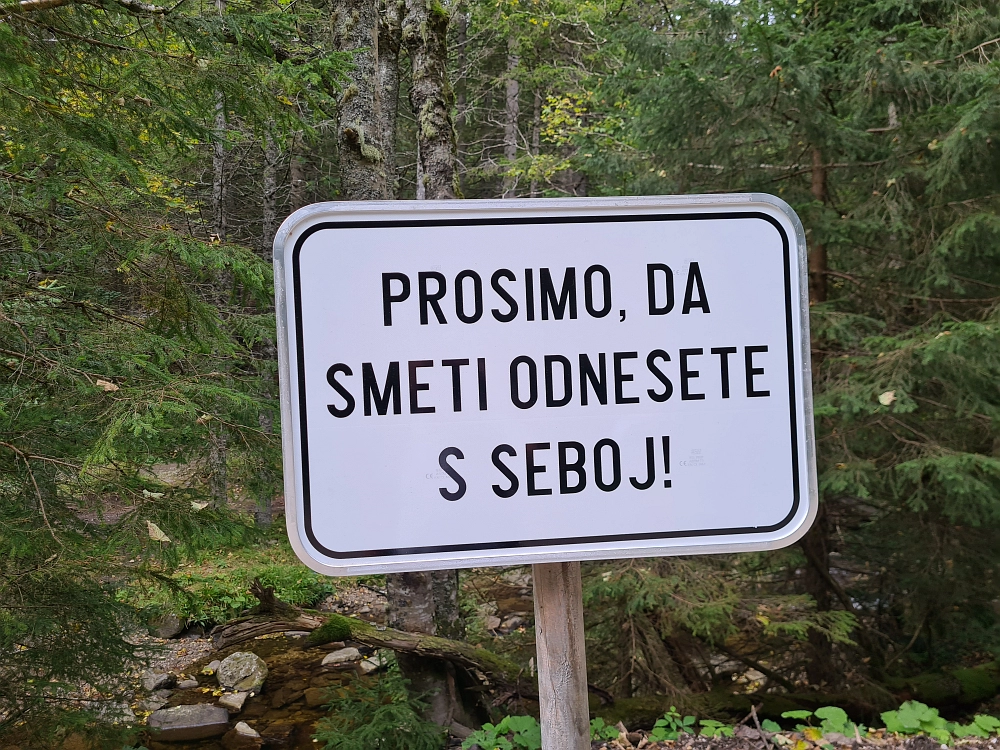 PROSIMO, DA
SMETI ODNESETE
S SEBOJ!